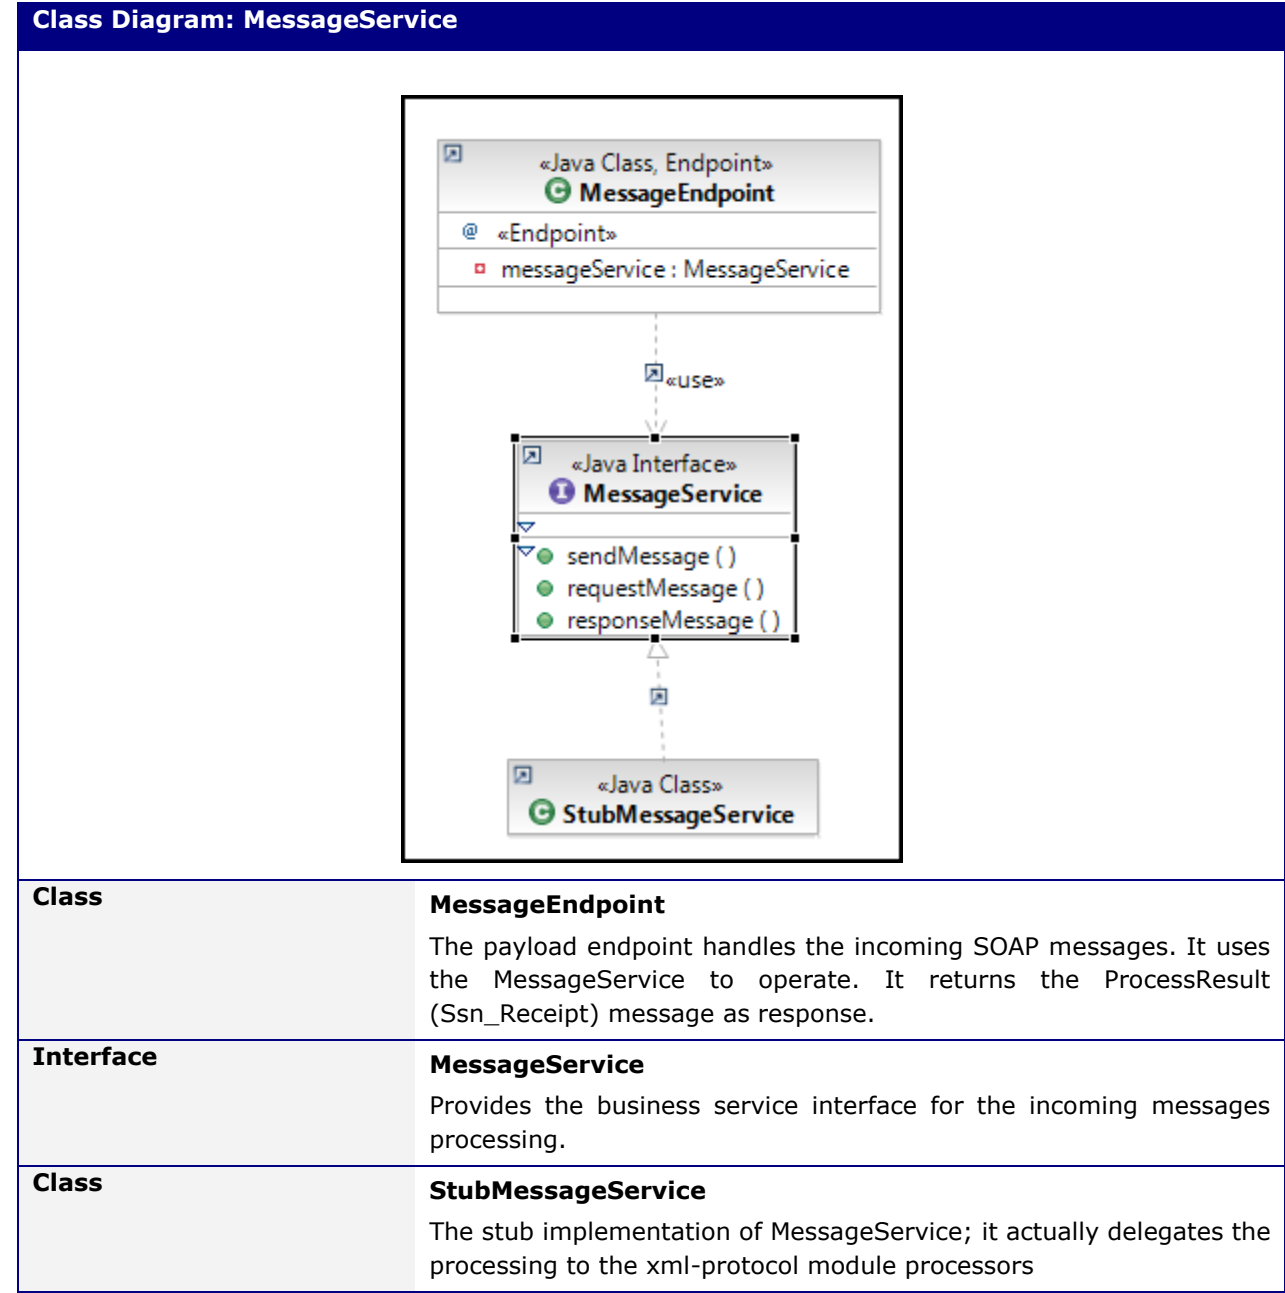 Class Diagram: MessageService
«Java Class, Endpoint»
MessageEndpoint
@ «Endpoint»
messageService : MessageService
«use»
«Java Interface»
I MessageService
sendMessage ( )
requestMessage ( )
responseMessage ( )
«Java Class»
C StubMessageService
Class
MessageEndpoint
The payload endpoint handles the incoming SOAP messages. It uses
the MessageService to operate. It returns the ProcessResult
(Ssn_Receipt) message as response.
Interface
MessageService
Provides the business service interface for the incoming messages
processing.
Class
StubMessageService
The stub implementation of MessageService; it actually delegates the
processing to the xml-protocol module processors